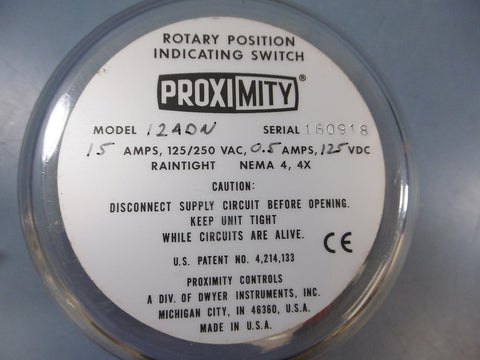 ROTARY POSITION
INDICATING SWITCH
PROXIMITY®
MODEL 12ADN SERIAL 160918
15 AMPS, 125/250 VAC, 0.5 AMPS, 125 VDC
RAINTIGHT NEMA 4, 4X
CAUTION:
DISCONNECT SUPPLY CIRCUIT BEFORE OPENING.
KEEP UNIT TIGHT
WHILE CIRCUITS ARE ALIVE.
CE
U.S. PATENT NO. 4,214,133
PROXIMITY CONTROLS
A DIV. OF DWYER INSTRUMENTS, INC.
MICHIGAN CITY, IN 46360, U.S.A.
MADE IN U.S.A.